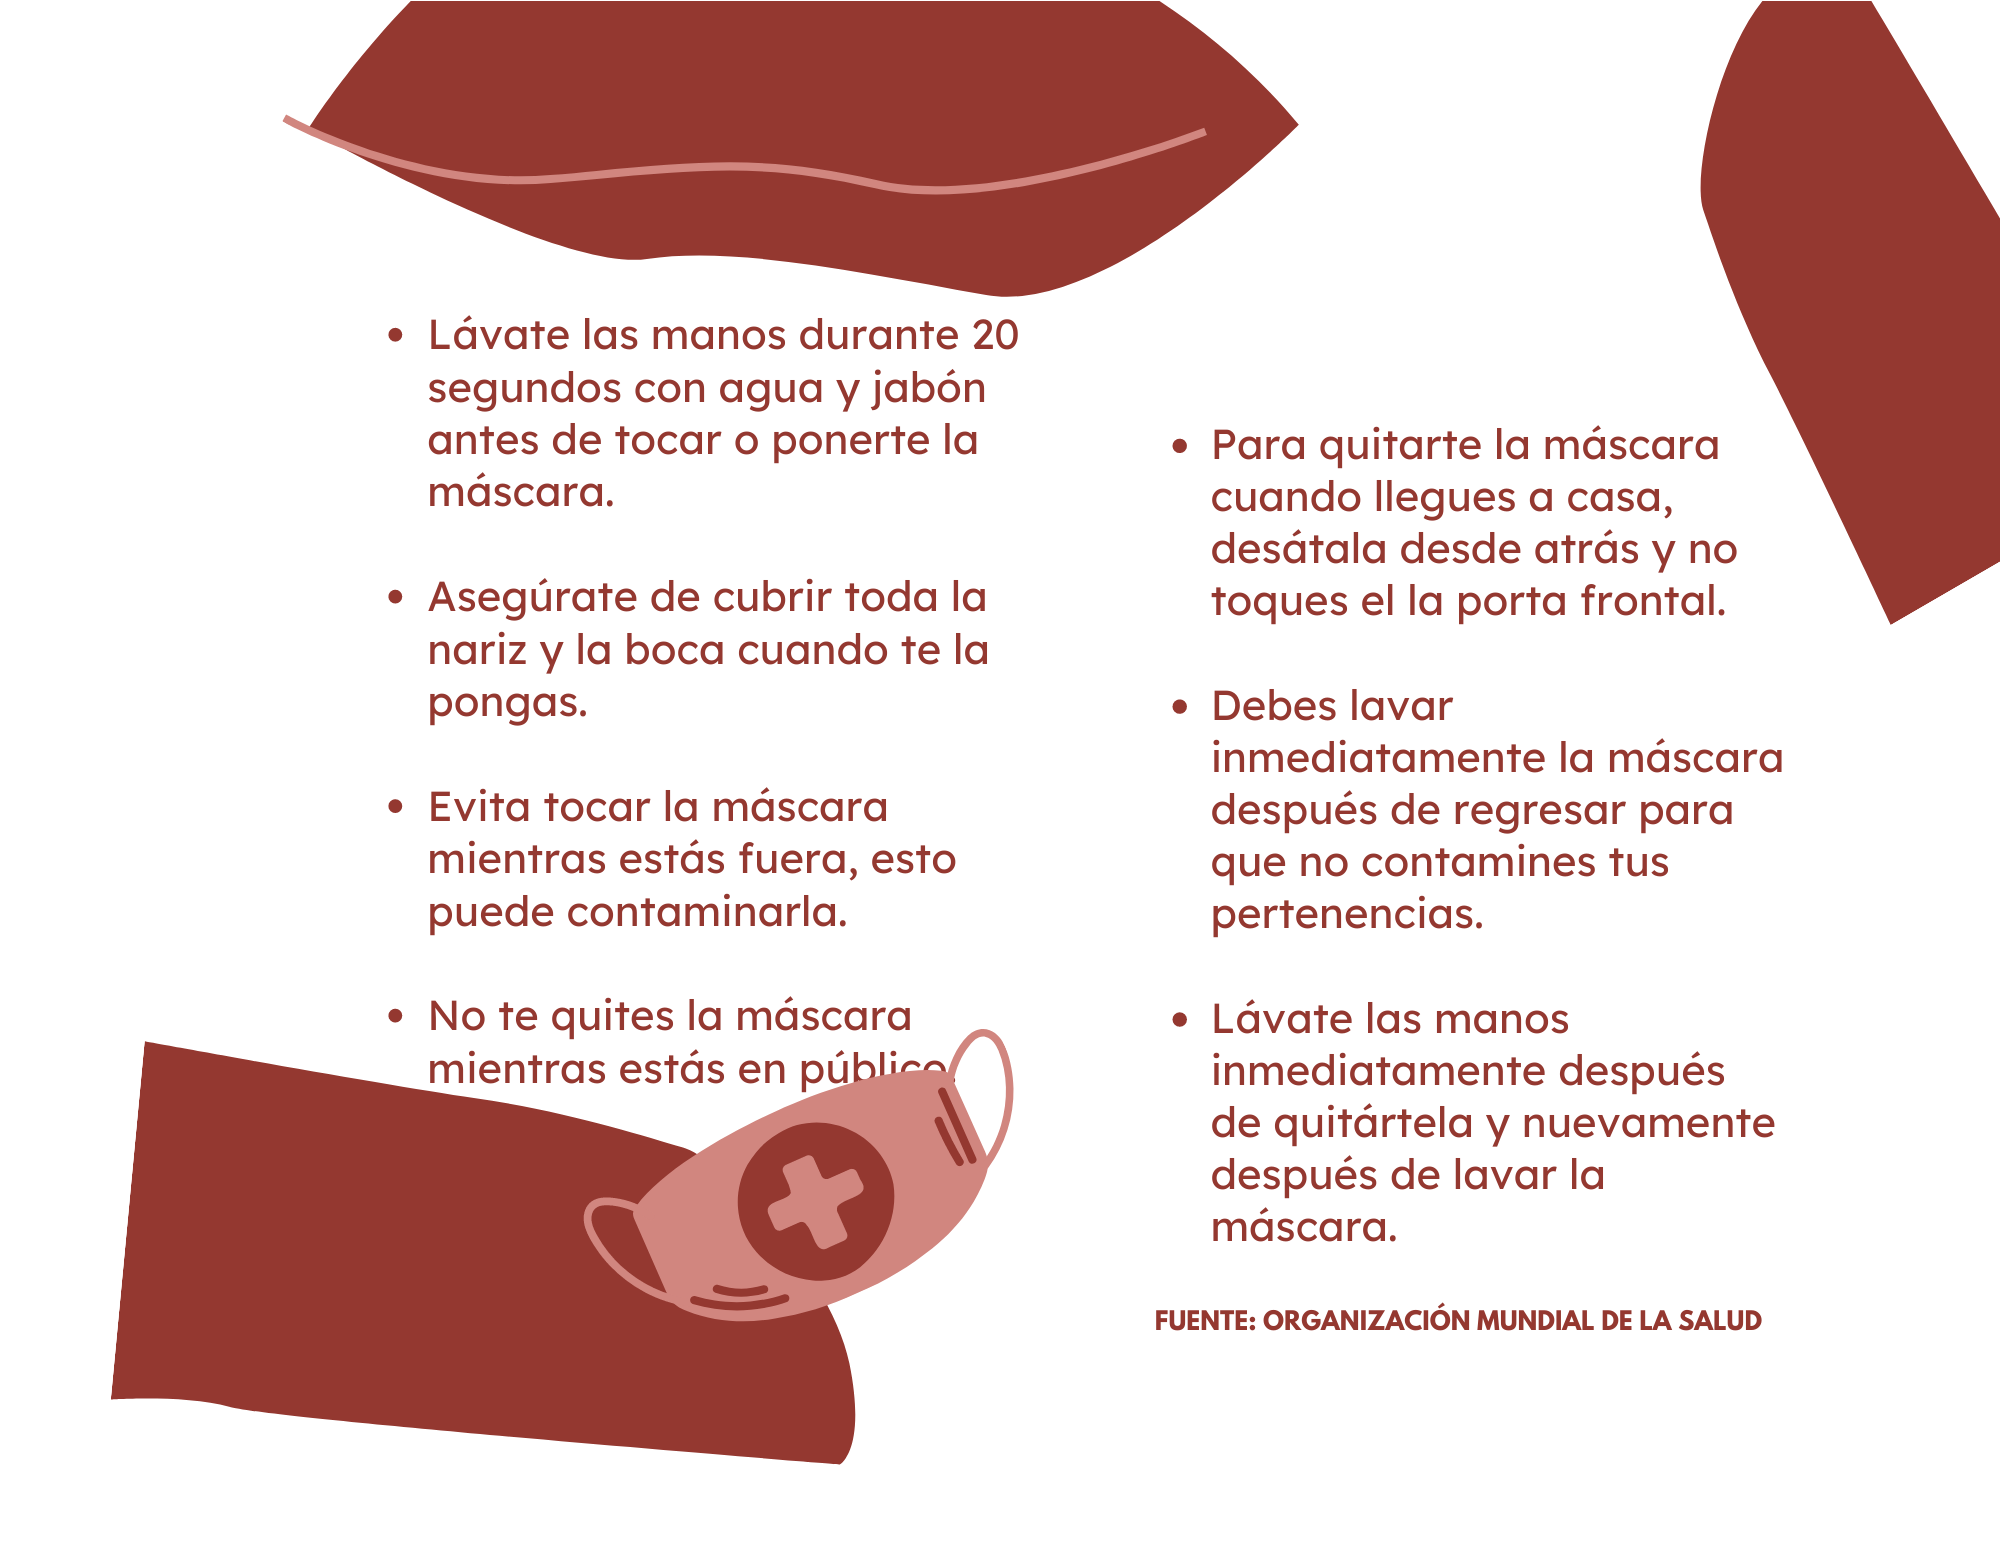 • Lávate las manos durante 20
segundos con agua y jabón
antes de tocar o ponerte la
máscara.
• Asegúrate de cubrir toda la
nariz y la boca cuando te la
pongas.
• Evita tocar la máscara
mientras estás fuera, esto
puede contaminarla.
• No te quites la máscara
mientras estás en público.
• Para quitarte la máscara
cuando llegues a casa,
desátala desde atrás y no
toques el la porta frontal.
• Debes lavar
inmediatamente la máscara
después de regresar para
que no contamines tus
pertenencias.
• Lávate las manos
inmediatamente después
de quitártela y nuevamente
después de lavar la
máscara.
FUENTE: ORGANIZACIÓN MUNDIAL DE LA SALUD